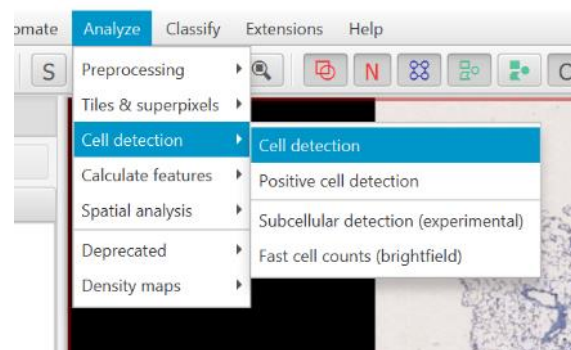 omate Analyze Classify Extensions Help
S N C
Preprocessing
Tiles & superpixels
Cell detection
Calculate features
Spatial analysis
Deprecated
Density maps
Cell detection
Positive cell detection
Subcellular detection (experimental)
Fast cell counts (brightfield)